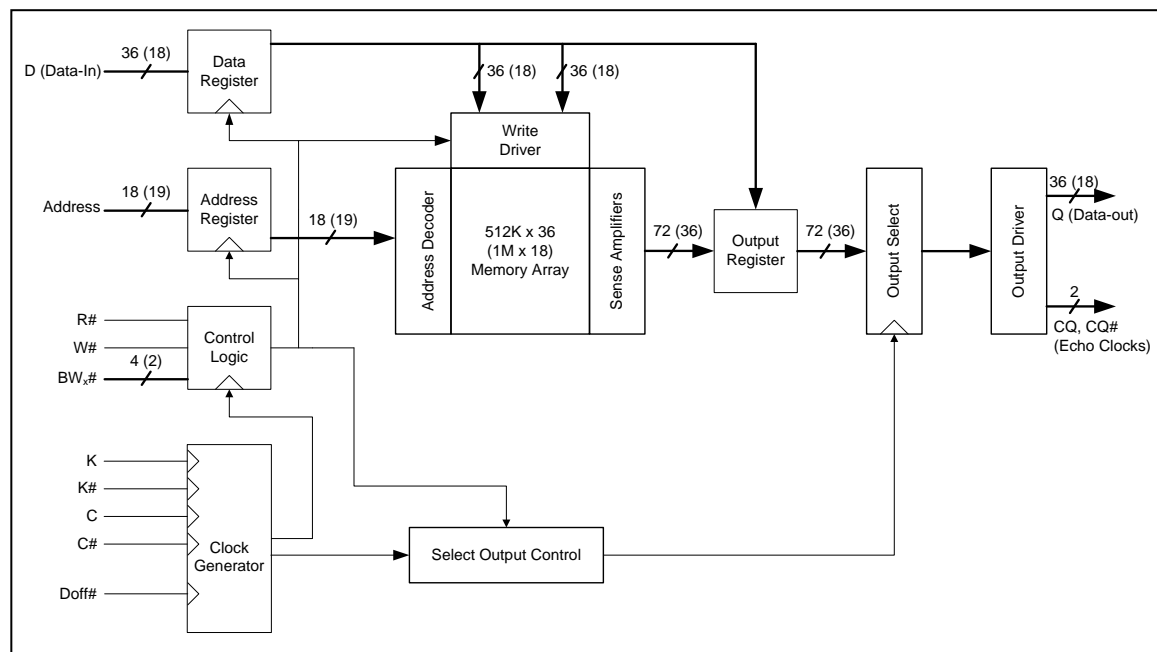 36 (18)
D (Data-In)
Data
Register
36 (18)
36 (18)
Write
Driver
18 (19)
Address
Address
Register
18 (19)
Address Decoder
512K x 36
(1M x 18)
Memory Array
Sense Amplifiers
72 (36)
Output
Register
72 (36)
Output Select
Output Driver
36 (18)
Q (Data-out)
2
CQ, CQ#
(Echo Clocks)
R#
W#
4 (2)
BWₓ#
Control
Logic
K
K#
C
C#
Doff#
Clock
Generator
Select Output Control